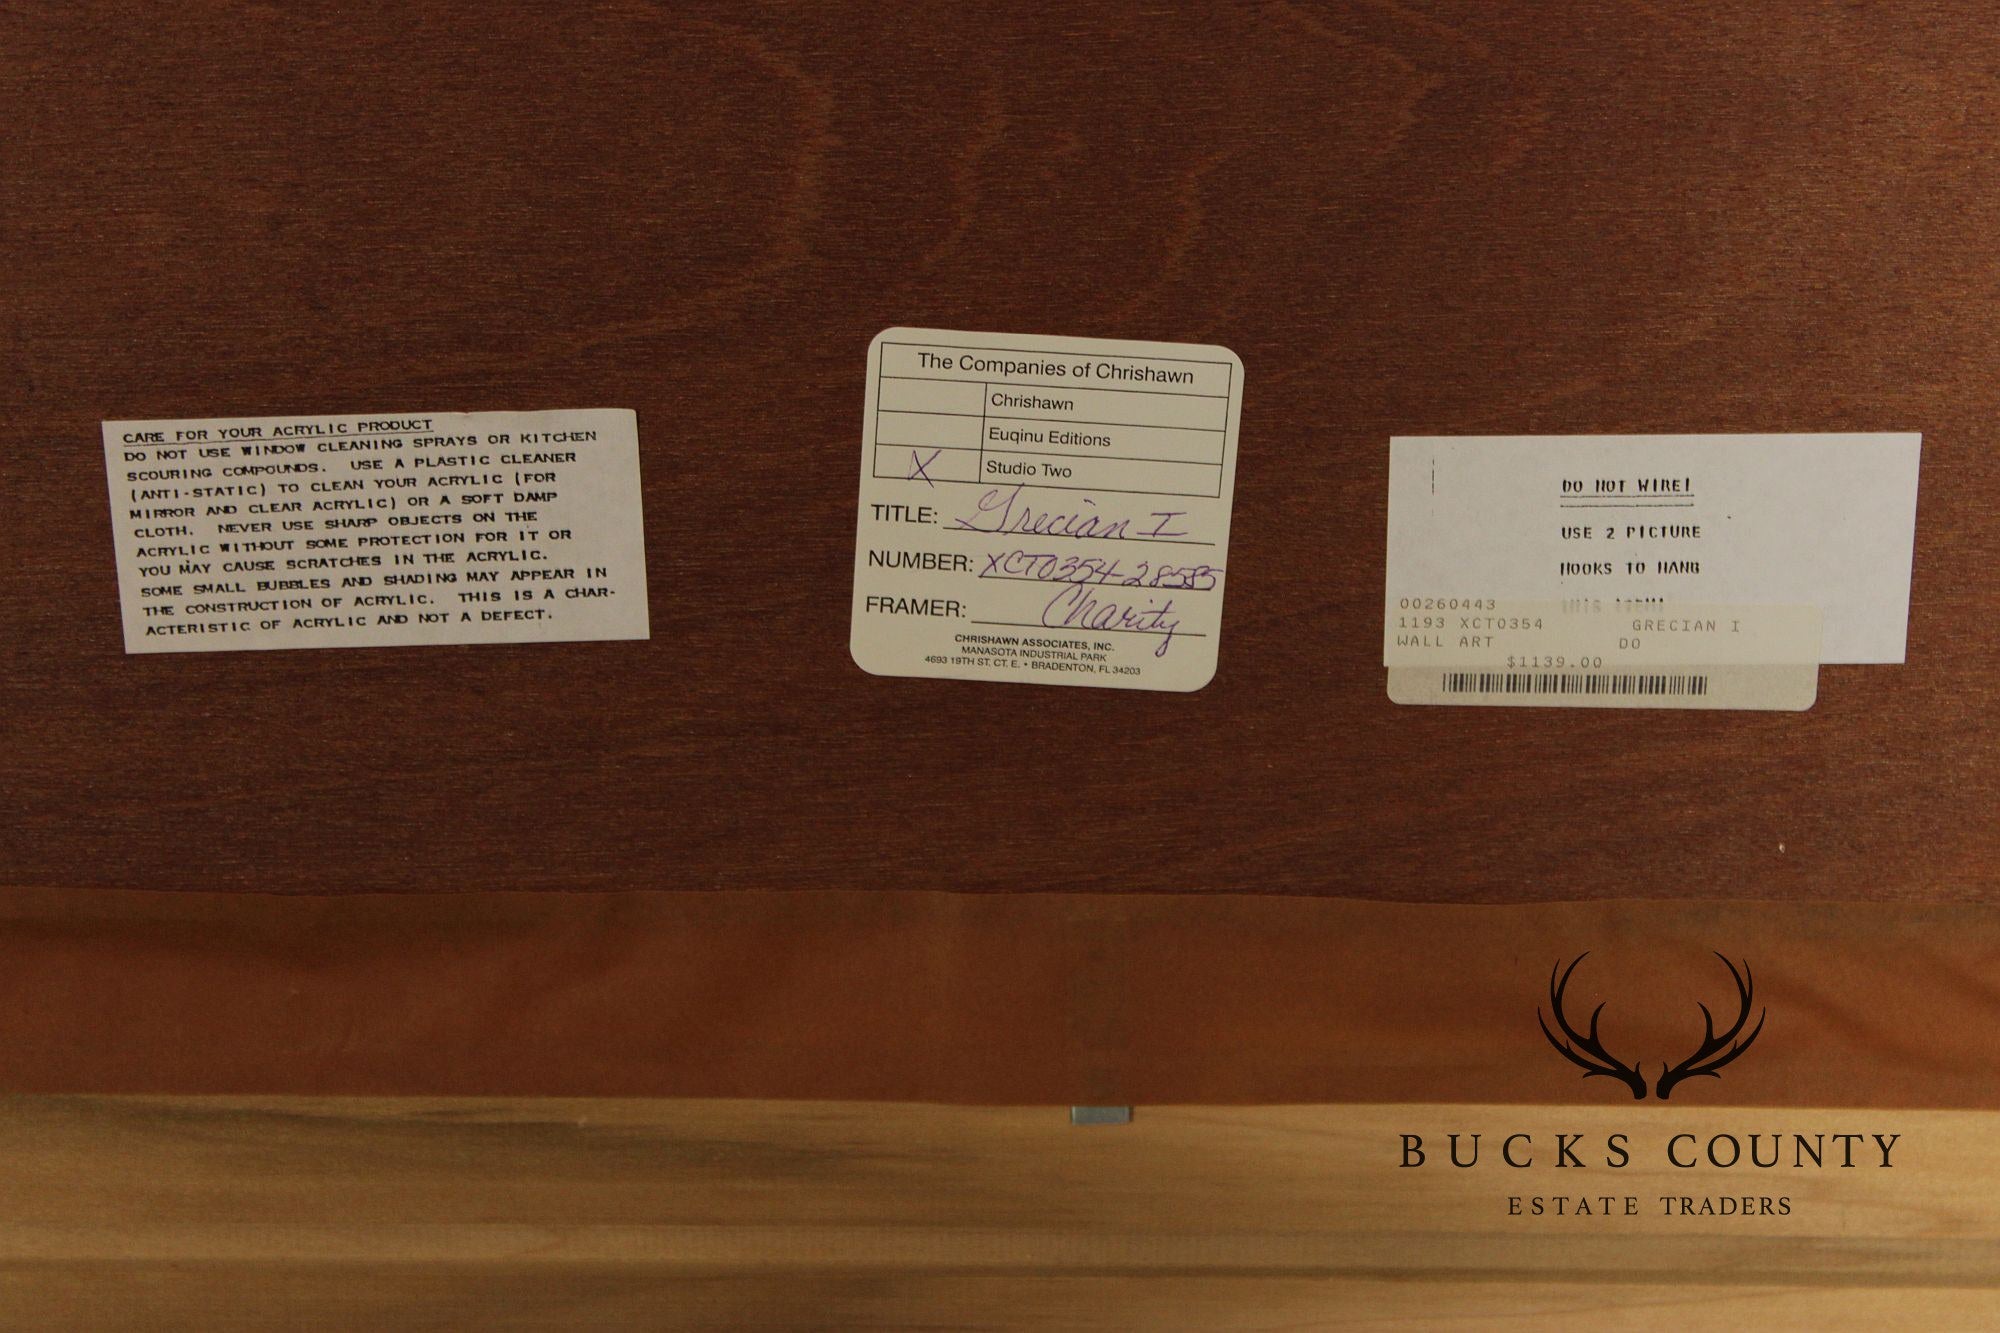 CARE FOR YOUR ACRYLIC PRODUCT
DO NOT USE WINDOW CLEANING SPRAYS OR KITCHEN
SCOURING COMPOUNDS. USE A PLASTIC CLEANER
(ANTI-STATIC) TO CLEAN YOUR ACRYLIC (FOR
MIRROR AND CLEAR ACRYLIC) OR A SOFT DAMP
CLOTH. NEVER USE SHARP OBJECTS ON THE
ACRYLIC WITHOUT SOME PROTECTION FOR IT OR
YOU MAY CAUSE SCRATCHES IN THE ACRYLIC.
SOME SMALL BUBBLES AND SHADING MAY APPEAR IN
THE CONSTRUCTION OF ACRYLIC. THIS IS A CHAR-
ACTERISTIC OF ACRYLIC AND NOT A DEFECT.
The Companies of Chrishawn
Chrishawn
Euqinu Editions
X Studio Two
TITLE: Grecian I
NUMBER: XCT0354-28585
FRAMER: Charity
CHRISHAWN ASSOCIATES, INC.
MANASOTA INDUSTRIAL PARK
4693 19TH ST. CT. E. • BRADENTON, FL 34203
DO NOT WIRE!
USE 2 PICTURE
HOOKS TO HANG
THIS ITEM!
00260443
1193 XCT0354 GRECIAN I
WALL ART DO
$1139.00
BUCKS COUNTY
ESTATE TRADERS